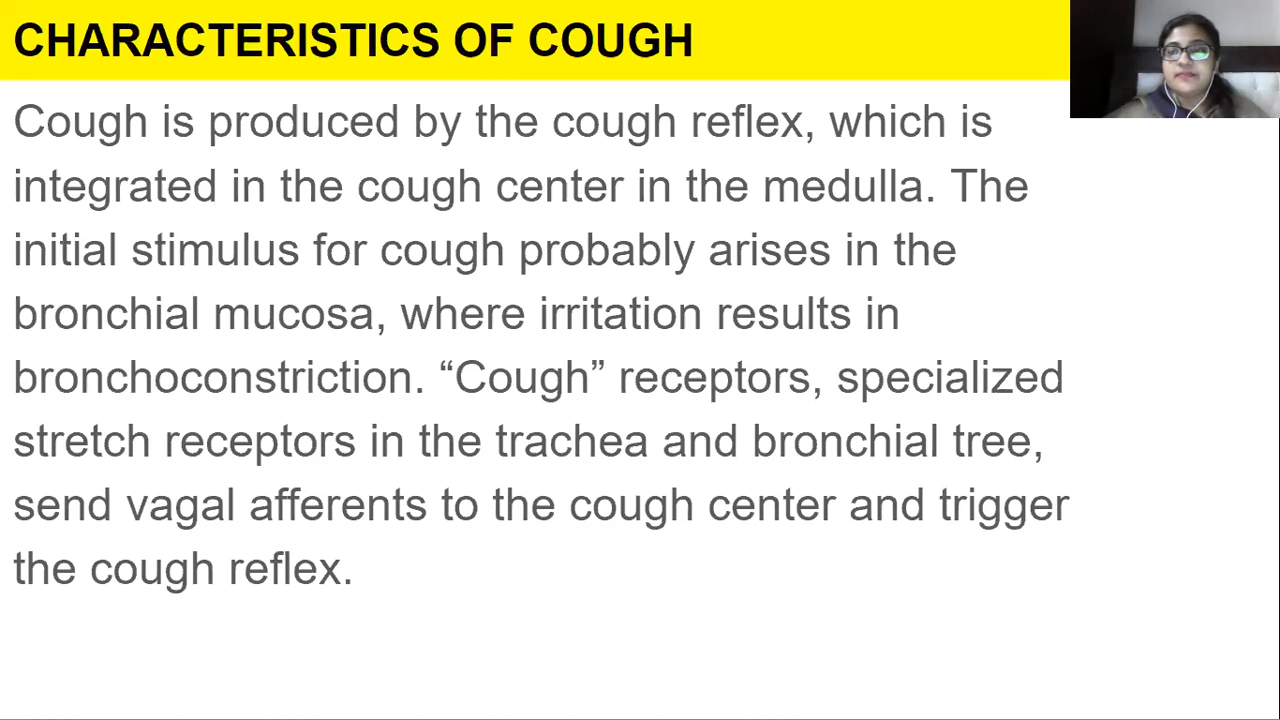 CHARACTERISTICS OF COUGH
Cough is produced by the cough reflex, which is
integrated in the cough center in the medulla. The
initial stimulus for cough probably arises in the
bronchial mucosa, where irritation results in
bronchoconstriction. “Cough” receptors, specialized
stretch receptors in the trachea and bronchial tree,
send vagal afferents to the cough center and trigger
the cough reflex.